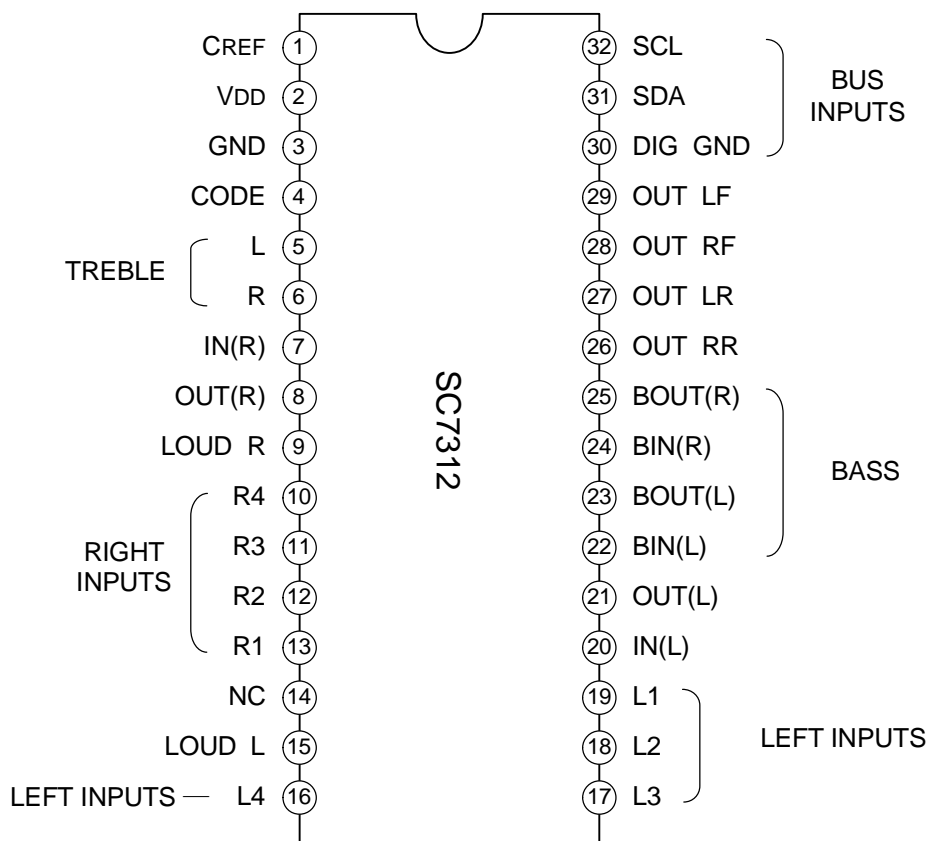 CREF 1
VDD 2
GND 3
CODE 4
TREBLE
L 5
R 6
IN(R) 7
OUT(R) 8
LOUD R 9
RIGHT
INPUTS
R4 10
R3 11
R2 12
R1 13
NC 14
LOUD L 15
LEFT INPUTS L4 16
SC7312
32 SCL
31 SDA
30 DIG GND
BUS
INPUTS
29 OUT LF
28 OUT RF
27 OUT LR
26 OUT RR
25 BOUT(R)
24 BIN(R)
23 BOUT(L)
22 BIN(L)
BASS
21 OUT(L)
20 IN(L)
19 L1
18 L2
17 L3
LEFT INPUTS